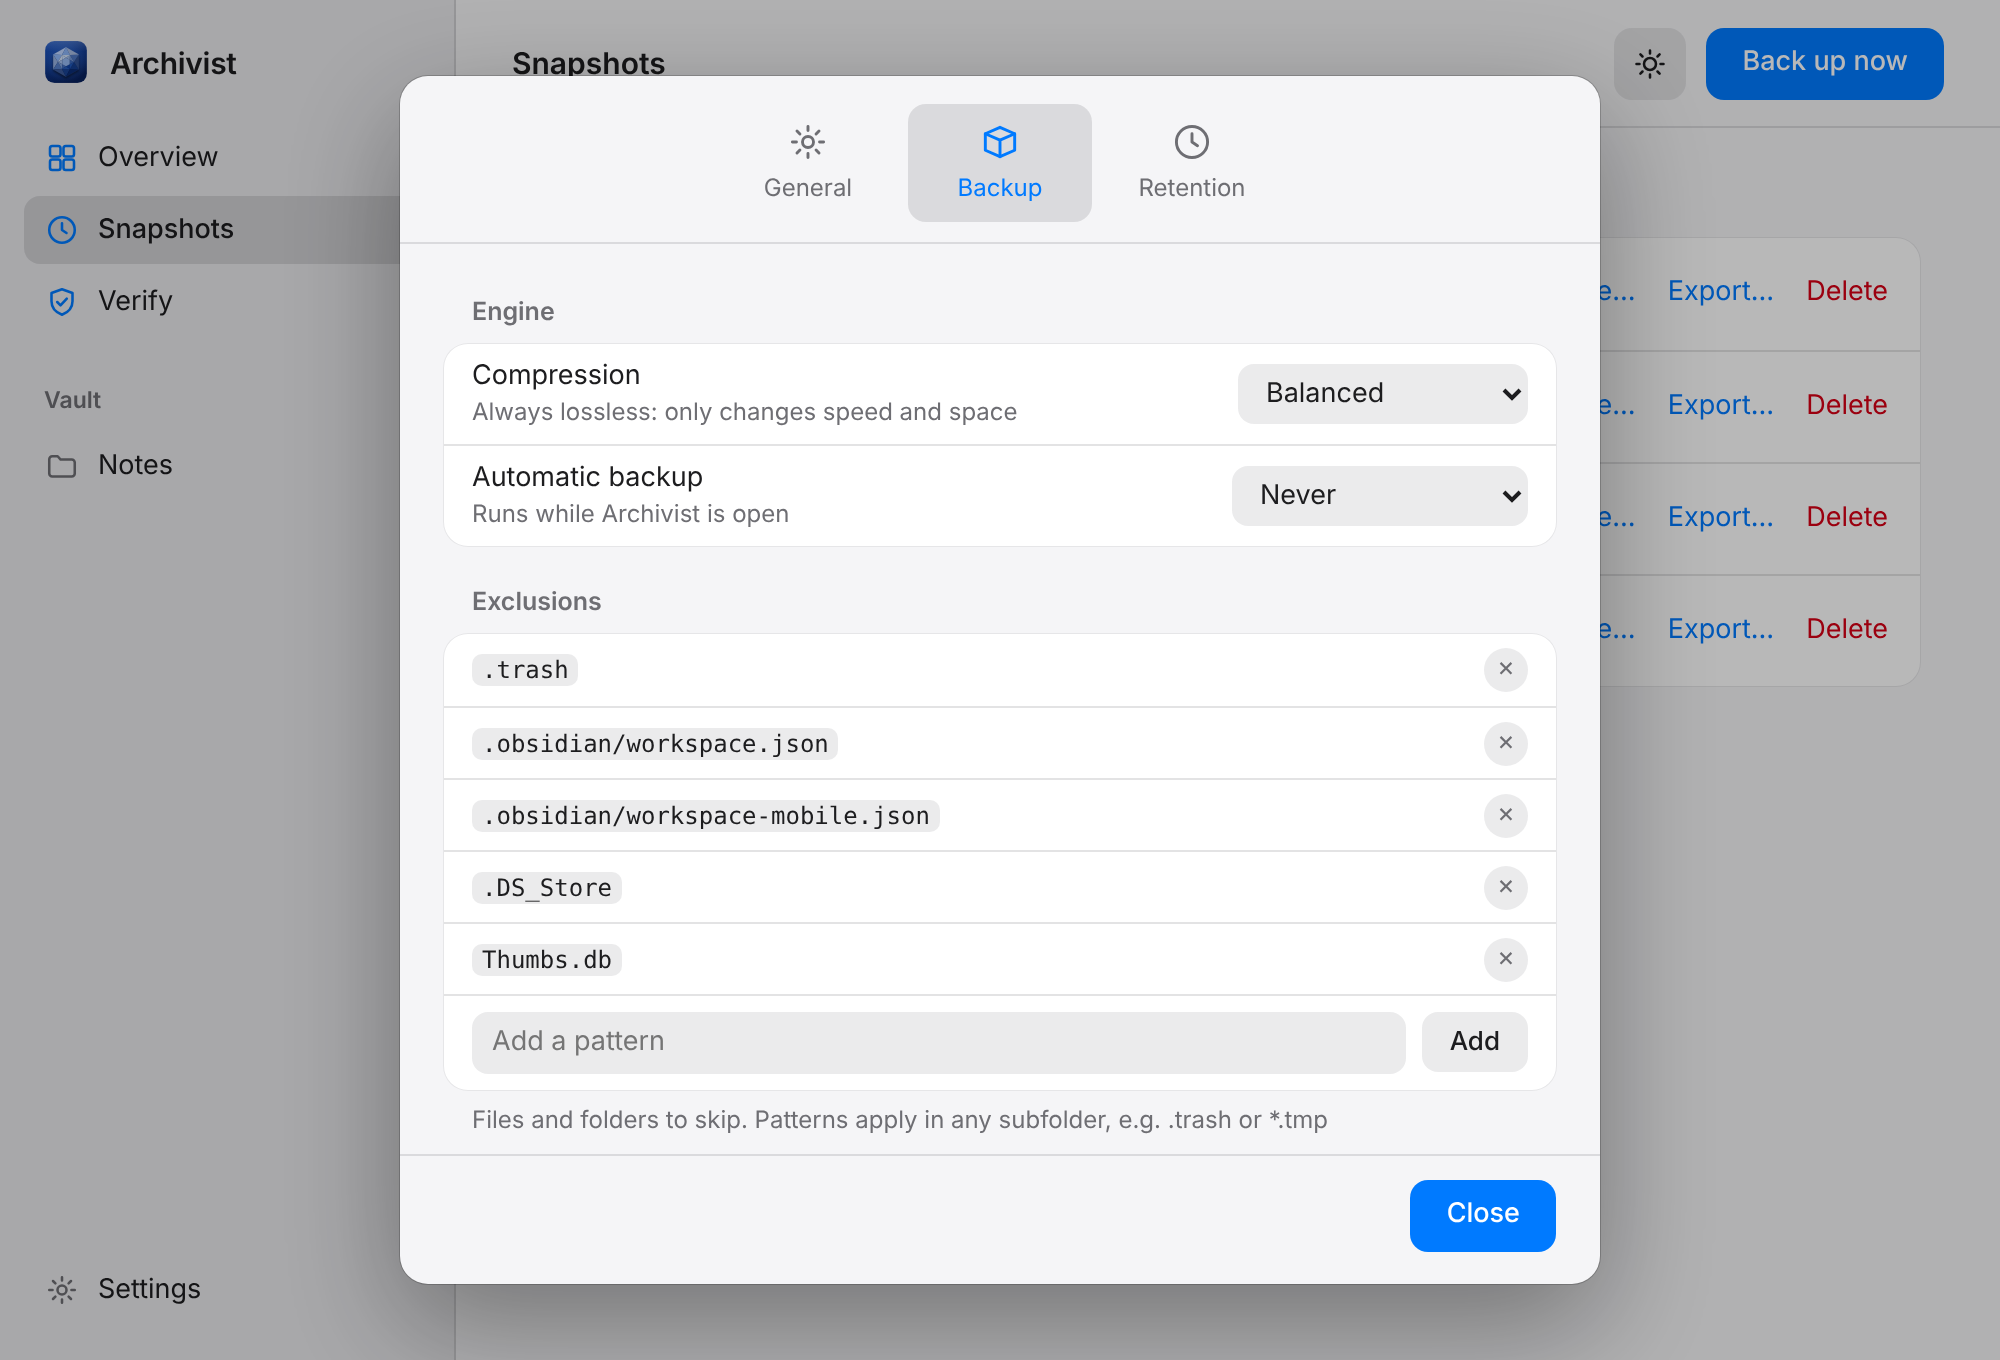 Archivist
Overview
Snapshots
Verify
Vault
Notes
Settings
Snapshots
Back up now
General
Backup
Retention
Engine
Compression
Always lossless: only changes speed and space
Balanced
Automatic backup
Runs while Archivist is open
Never
Exclusions
.trash
.obsidian/workspace.json
.obsidian/workspace-mobile.json
.DS_Store
Thumbs.db
Add a pattern
Add
Files and folders to skip. Patterns apply in any subfolder, e.g. .trash or *.tmp
Close
Export... Delete
Export... Delete
Export... Delete
Export... Delete